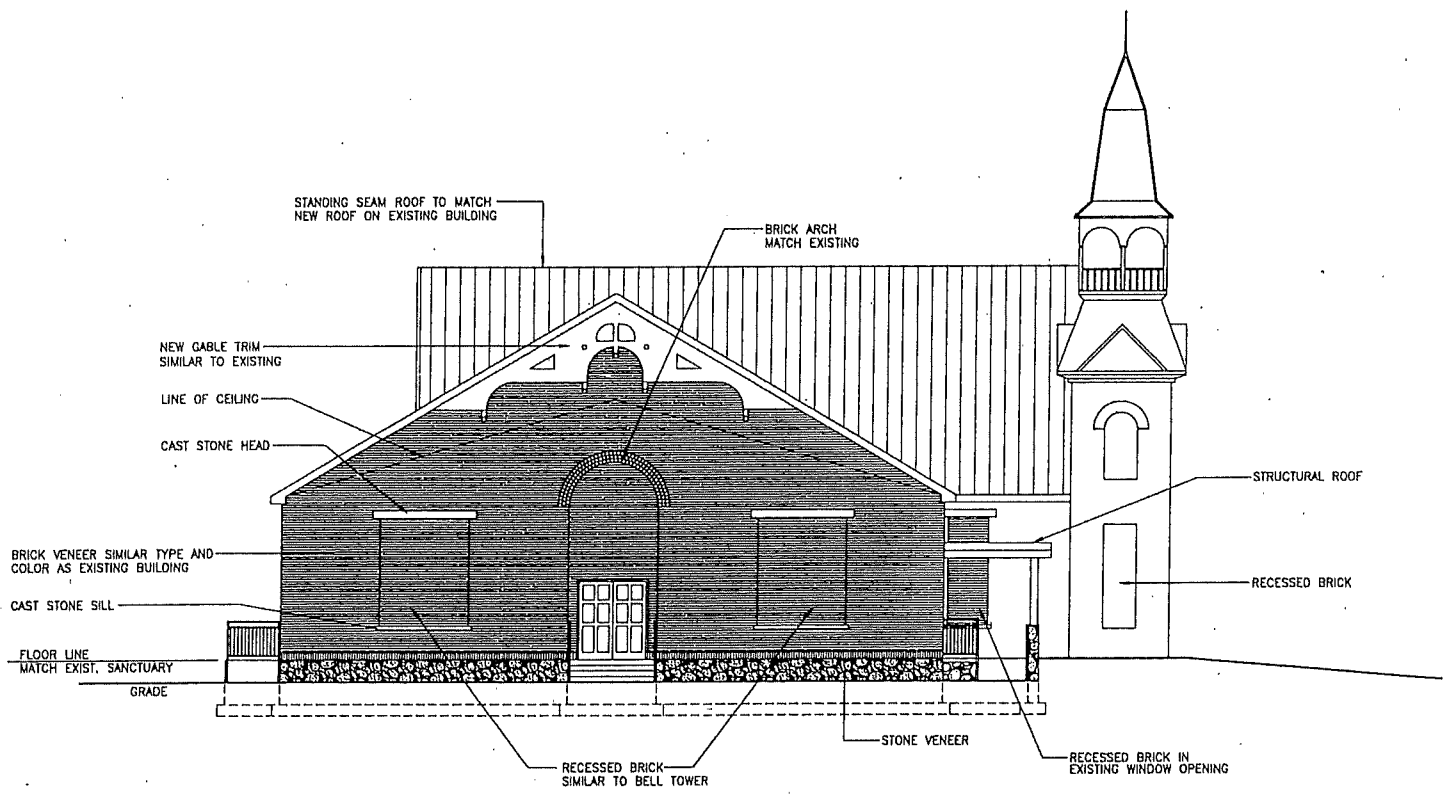 STANDING SEAM ROOF TO MATCH
NEW ROOF ON EXISTING BUILDING
BRICK ARCH
MATCH EXISTING
NEW GABLE TRIM
SIMILAR TO EXISTING
LINE OF CEILING
CAST STONE HEAD
STRUCTURAL ROOF
BRICK VENEER SIMILAR TYPE AND
COLOR AS EXISTING BUILDING
RECESSED BRICK
CAST STONE SILL
FLOOR LINE
MATCH EXIST. SANCTUARY
GRADE
STONE VENEER
RECESSED BRICK
SIMILAR TO BELL TOWER
RECESSED BRICK IN
EXISTING WINDOW OPENING